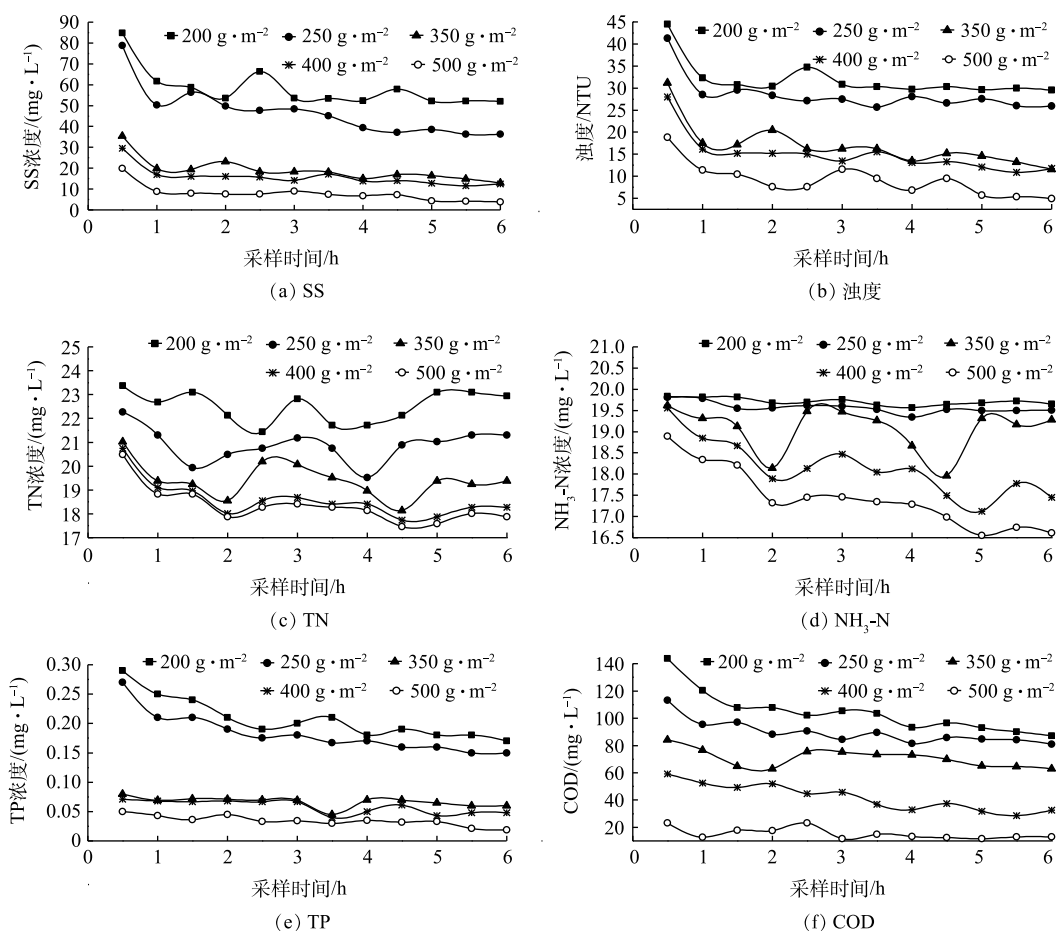 200 g·m⁻² 250 g·m⁻² 350 g·m⁻²
400 g·m⁻² 500 g·m⁻²
SS浓度/(mg·L⁻¹)
90
80
70
60
50
40
30
20
10
0
0 1 2 3 4 5 6
采样时间/h
(a) SS
200 g·m⁻² 250 g·m⁻² 350 g·m⁻²
400 g·m⁻² 500 g·m⁻²
浊度/NTU
45
40
35
30
25
20
15
10
5
0 1 2 3 4 5 6
采样时间/h
(b) 浊度
200 g·m⁻² 250 g·m⁻² 350 g·m⁻²
400 g·m⁻² 500 g·m⁻²
TN浓度/(mg·L⁻¹)
25
24
23
22
21
20
19
18
17
0 1 2 3 4 5 6
采样时间/h
(c) TN
200 g·m⁻² 250 g·m⁻² 350 g·m⁻²
400 g·m⁻² 500 g·m⁻²
NH₃-N浓度/(mg·L⁻¹)
21.0
20.5
20.0
19.5
19.0
18.5
18.0
17.5
17.0
16.5
0 1 2 3 4 5 6
采样时间/h
(d) NH₃-N
200 g·m⁻² 250 g·m⁻² 350 g·m⁻²
400 g·m⁻² 500 g·m⁻²
TP浓度/(mg·L⁻¹)
0.30
0.25
0.20
0.15
0.10
0.05
0
0 1 2 3 4 5 6
采样时间/h
(e) TP
200 g·m⁻² 250 g·m⁻² 350 g·m⁻²
400 g·m⁻² 500 g·m⁻²
COD/(mg·L⁻¹)
140
120
100
80
60
40
20
0 1 2 3 4 5 6
采样时间/h
(f) COD